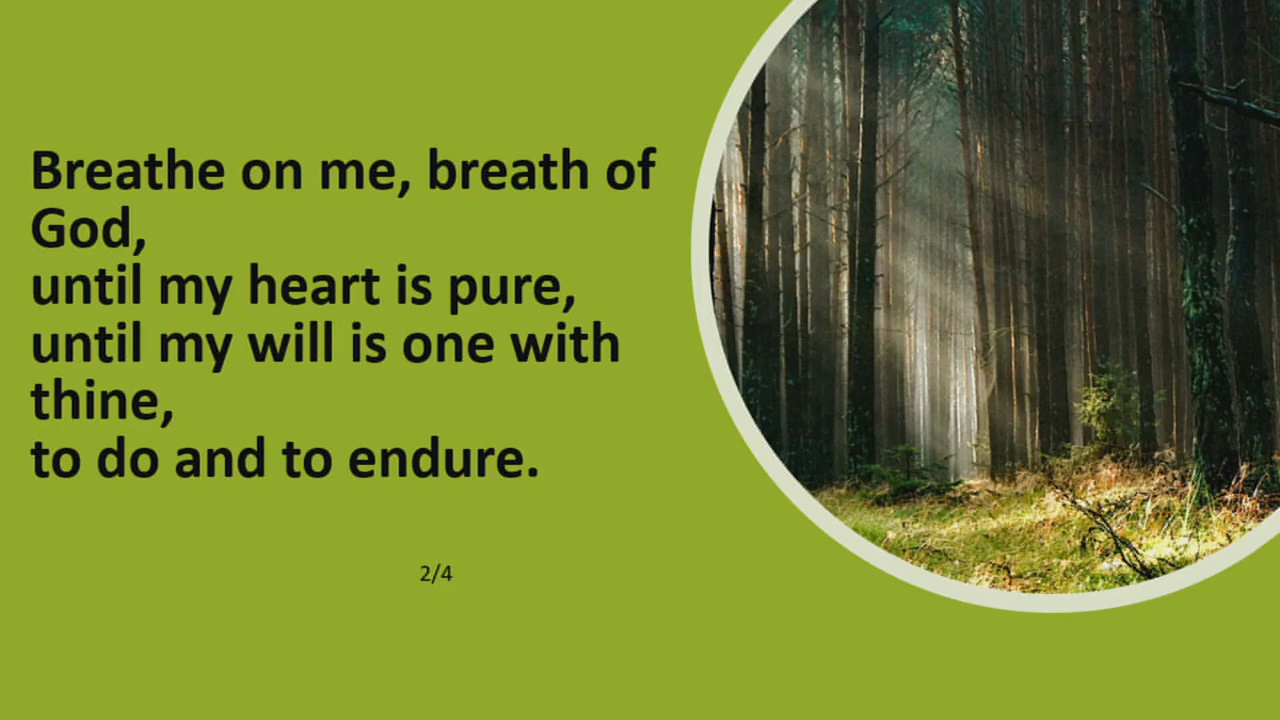 Breathe on me, breath of
God,
until my heart is pure,
until my will is one with
thine,
to do and to endure.
2/4